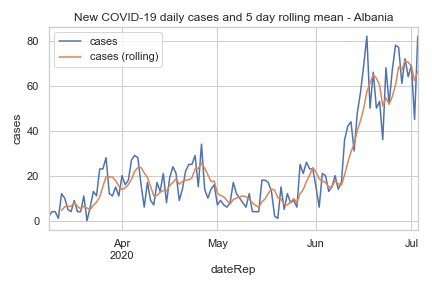 New COVID-19 daily cases and 5 day rolling mean - Albania
cases
cases (rolling)
80
60
40
20
0
cases
Apr
2020
May
Jun
Jul
dateRep